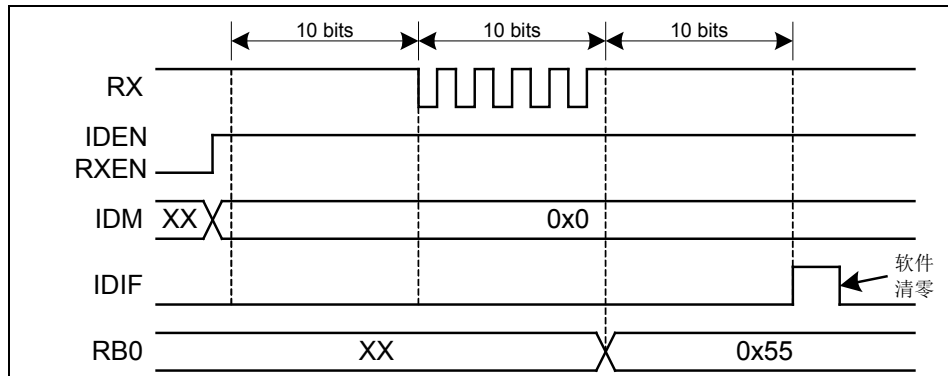 10 bits 10 bits 10 bits
RX
IDEN
RXEN
IDM XX 0x0
IDIF 软件
清零
RB0 XX 0x55